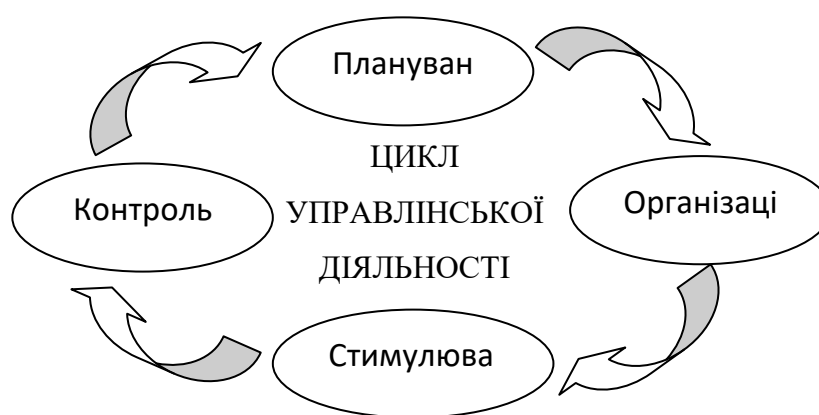 Плануван
ЦИКЛ
УПРАВЛІНСЬКОЇ
ДІЯЛЬНОСТІ
Контроль
Організаці
Стимулюва